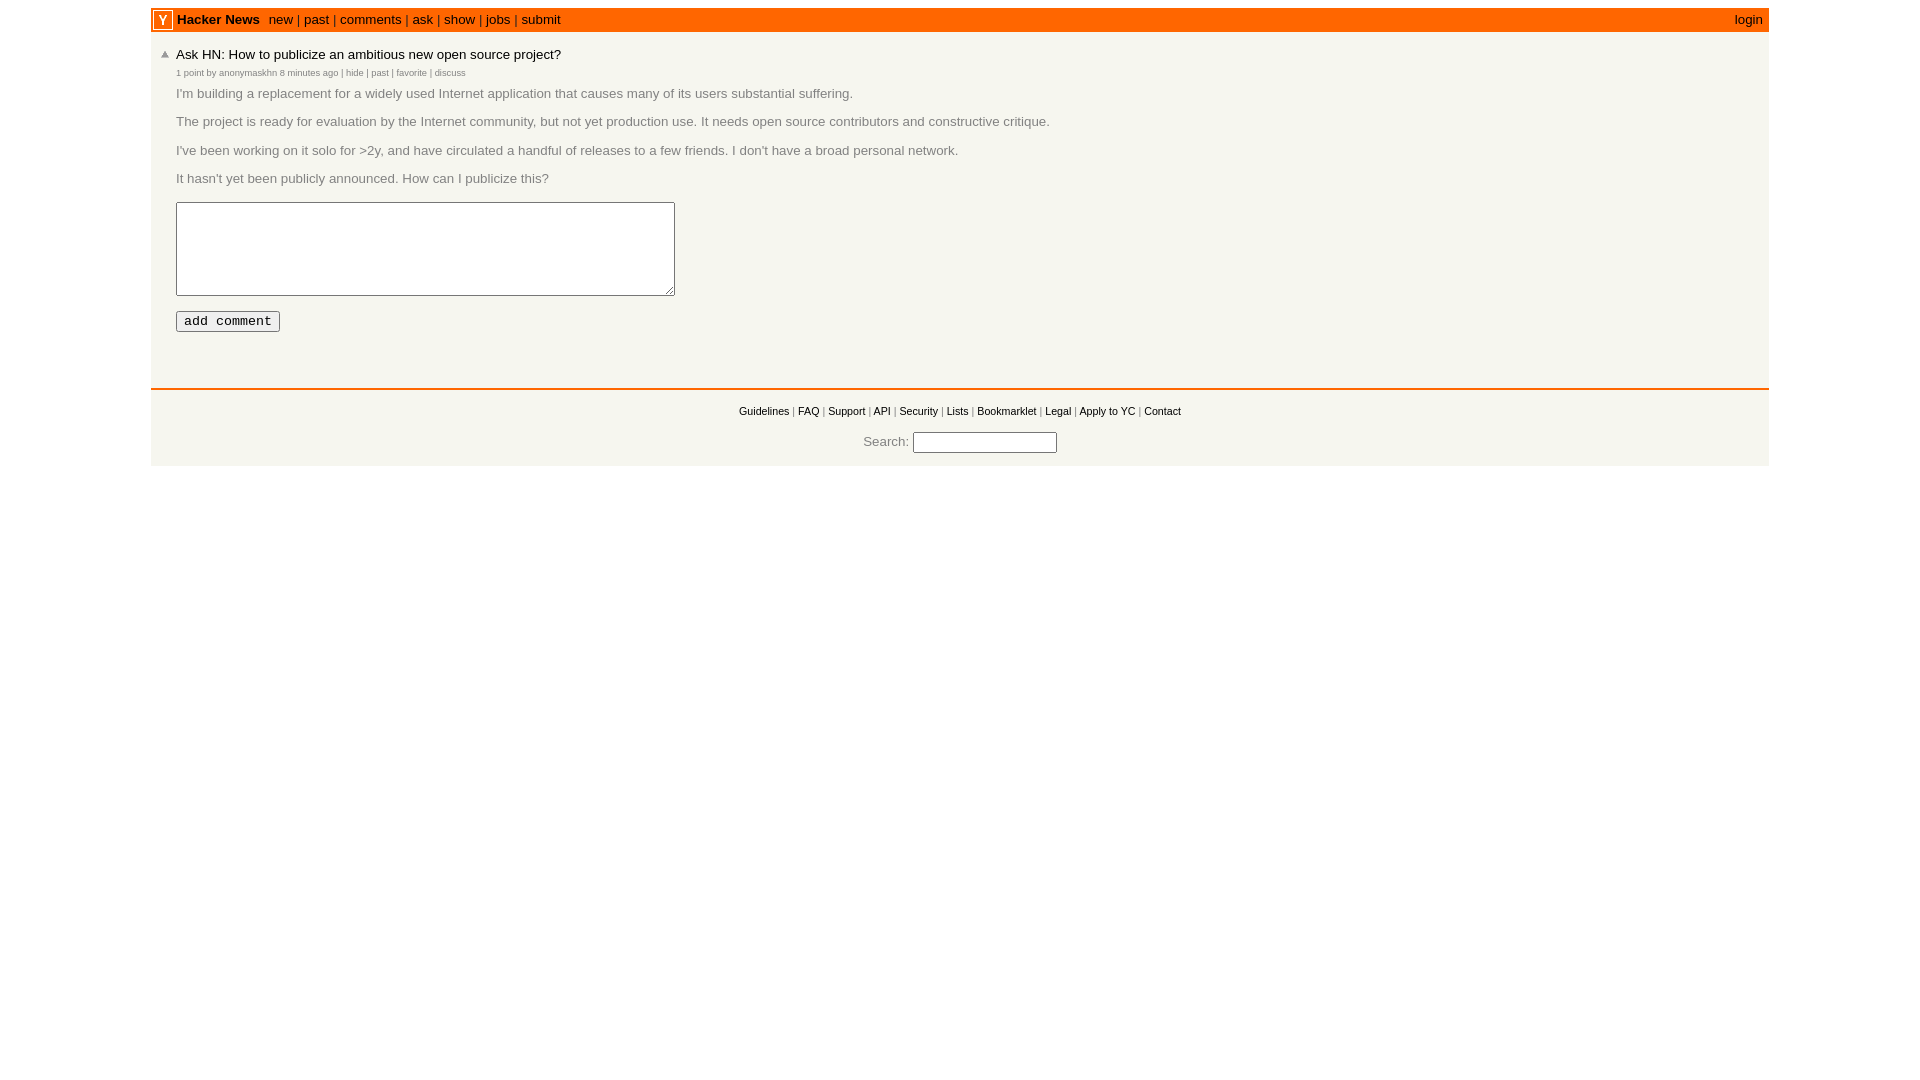 Y Hacker News new | past | comments | ask | show | jobs | submit login
Ask HN: How to publicize an ambitious new open source project?
1 point by anonymaskhn 8 minutes ago | hide | past | favorite | discuss
I'm building a replacement for a widely used Internet application that causes many of its users substantial suffering.
The project is ready for evaluation by the Internet community, but not yet production use. It needs open source contributors and constructive critique.
I've been working on it solo for >2y, and have circulated a handful of releases to a few friends. I don't have a broad personal network.
It hasn't yet been publicly announced. How can I publicize this?
add comment
Guidelines | FAQ | Support | API | Security | Lists | Bookmarklet | Legal | Apply to YC | Contact
Search: